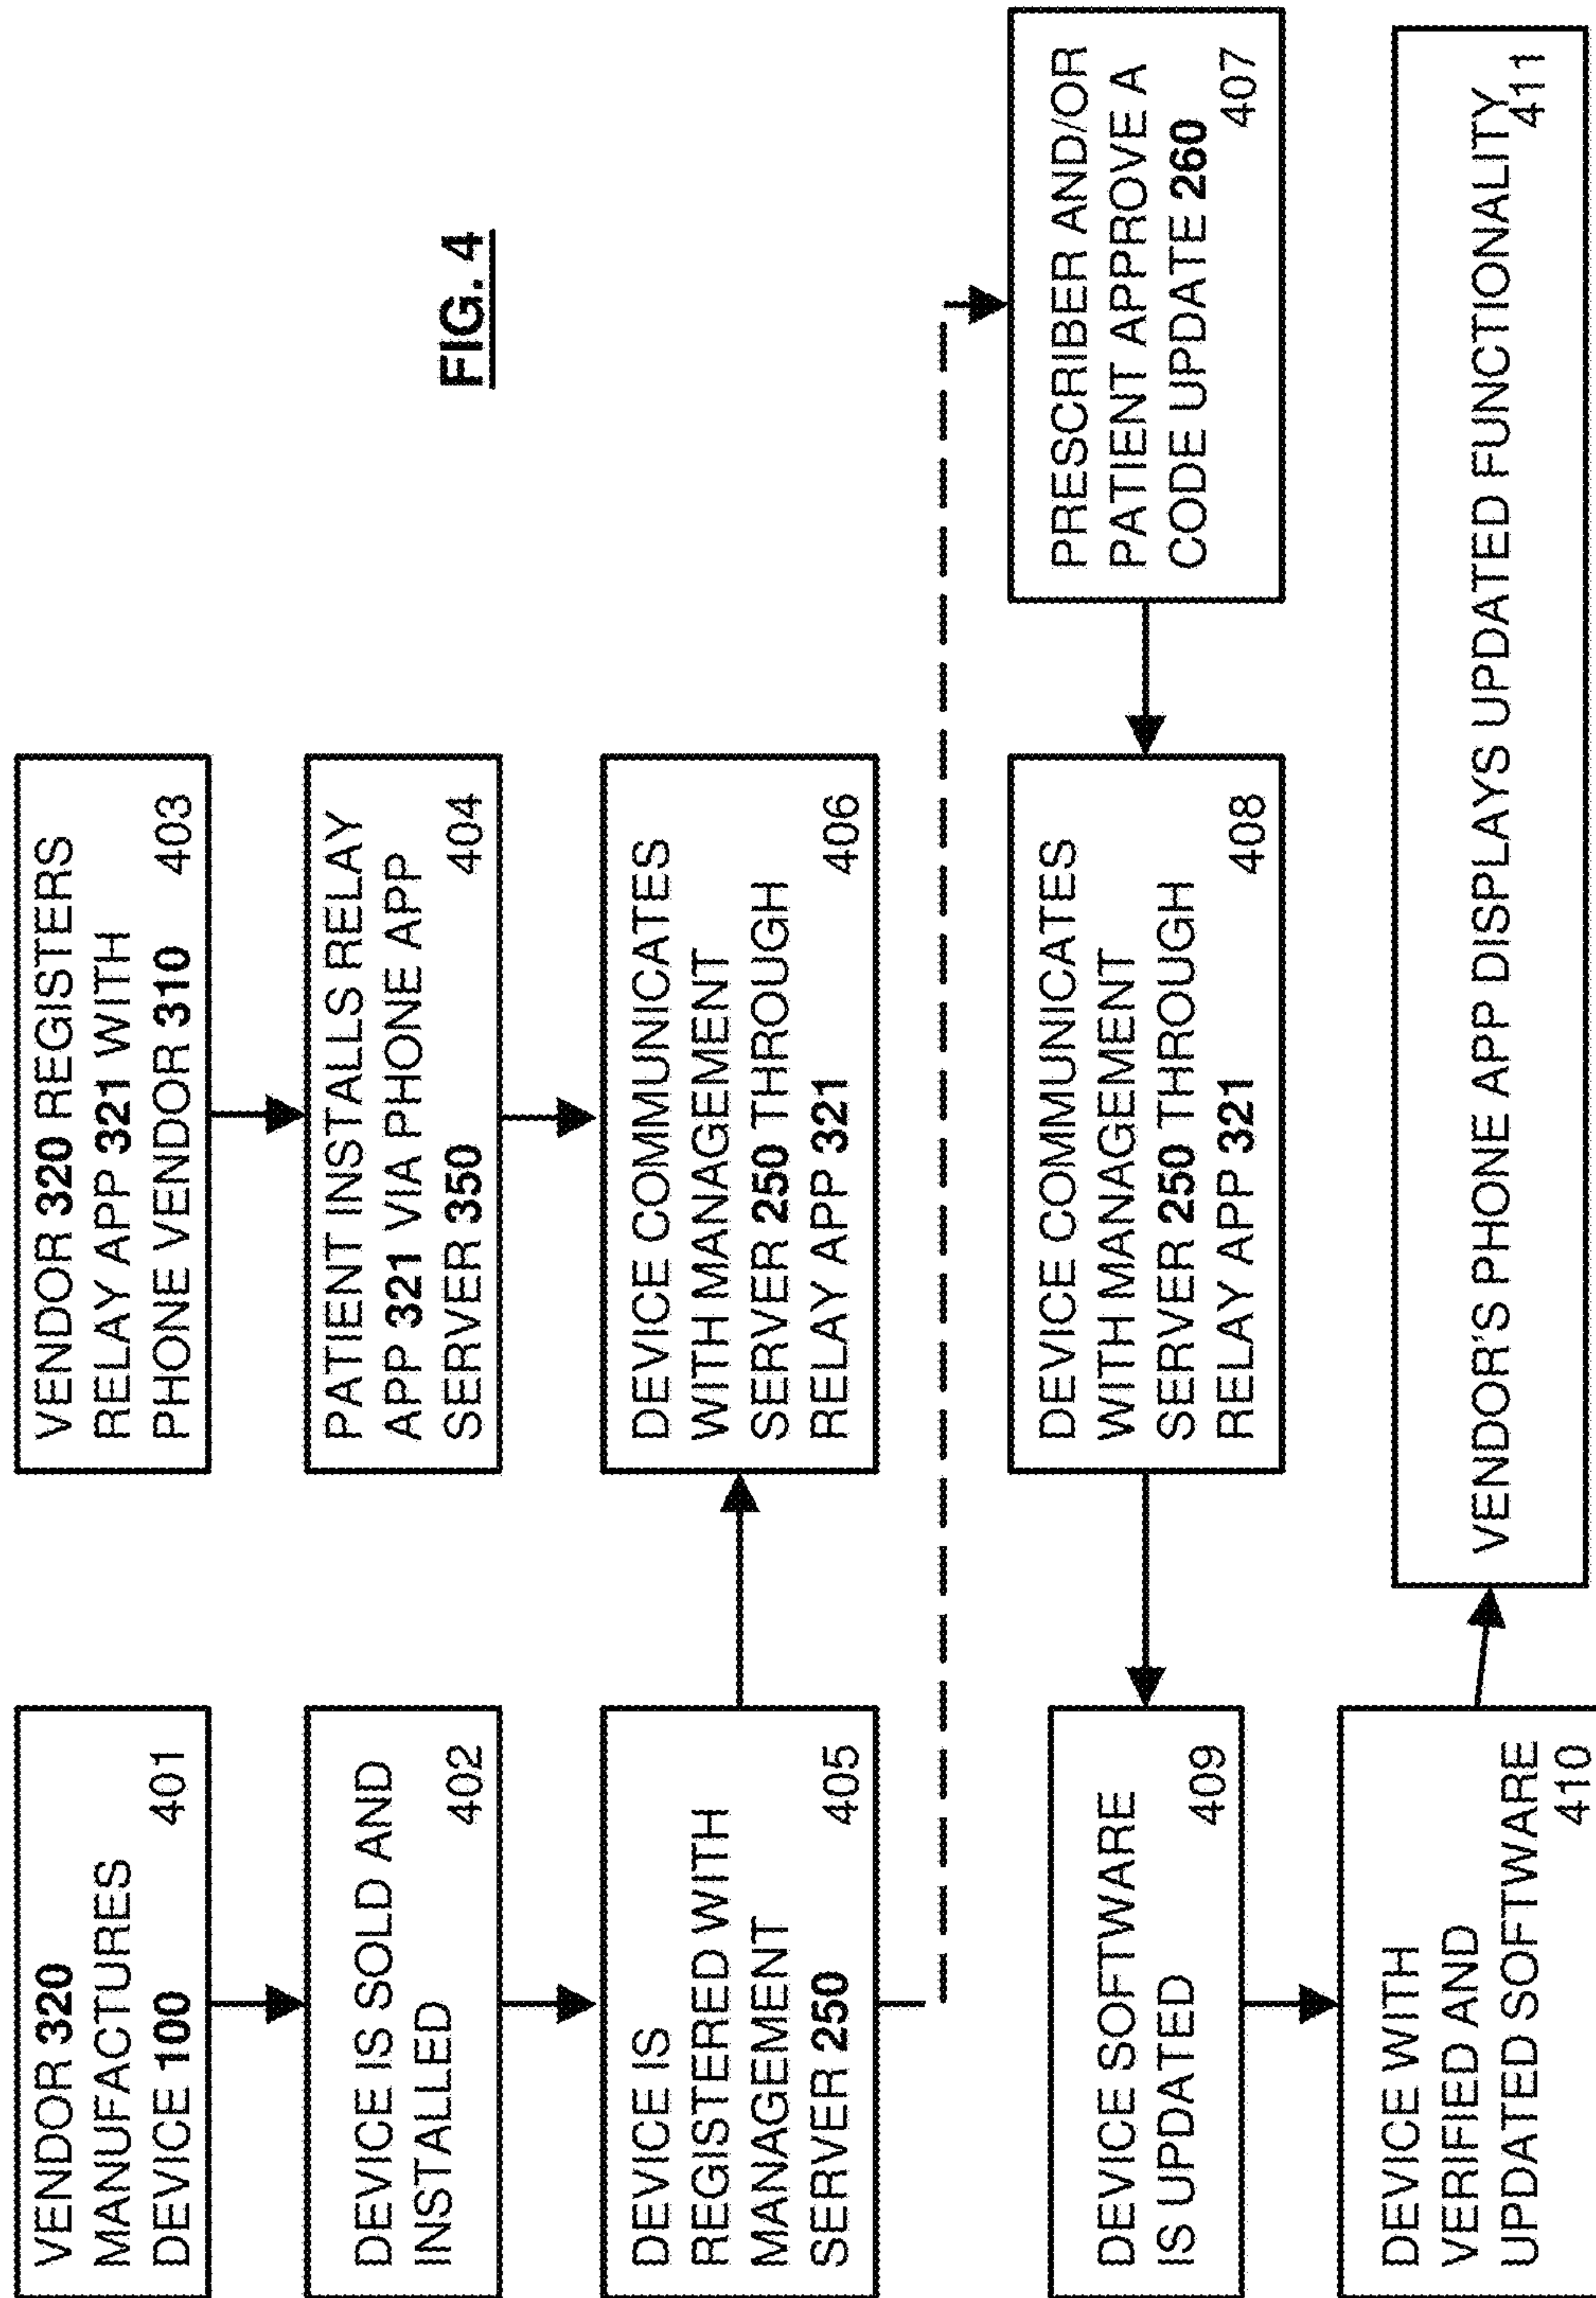 VENDOR 320
MANUFACTURES
DEVICE 100
401
DEVICE IS SOLD AND
INSTALLED
402
DEVICE IS
REGISTERED WITH
MANAGEMENT
SERVER 250
405
VENDOR 320 REGISTERS
RELAY APP 321 WITH
PHONE VENDOR 310
403
PATIENT INSTALLS RELAY
APP 321 VIA PHONE APP
SERVER 350
404
DEVICE COMMUNICATES
WITH MANAGEMENT
SERVER 250 THROUGH
RELAY APP 321
406
FIG. 4
PRESCRIBER AND/OR
PATIENT APPROVE A
CODE UPDATE 260
407
DEVICE COMMUNICATES
WITH MANAGEMENT
SERVER 250 THROUGH
RELAY APP 321
408
DEVICE SOFTWARE
IS UPDATED
409
DEVICE WITH
VERIFIED AND
UPDATED SOFTWARE
410
VENDOR'S PHONE APP DISPLAYS UPDATED FUNCTIONALITY
411